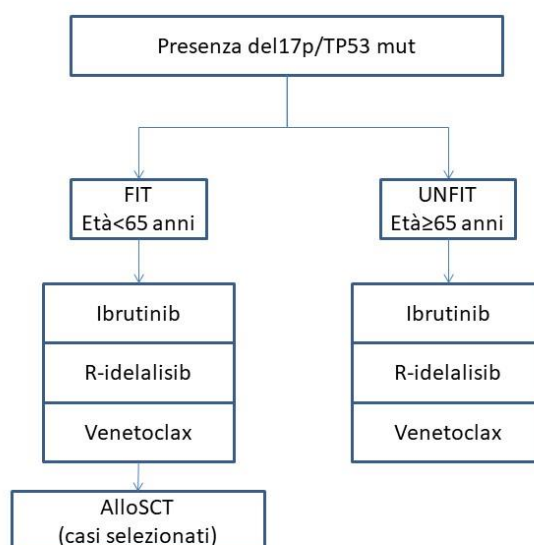 Presenza del17p/TP53 mut
FIT
Età<65 anni
UNFIT
Età≥65 anni
Ibrutinib
R-idelalisib
Venetoclax
Ibrutinib
R-idelalisib
Venetoclax
AlloSCT
(casi selezionati)